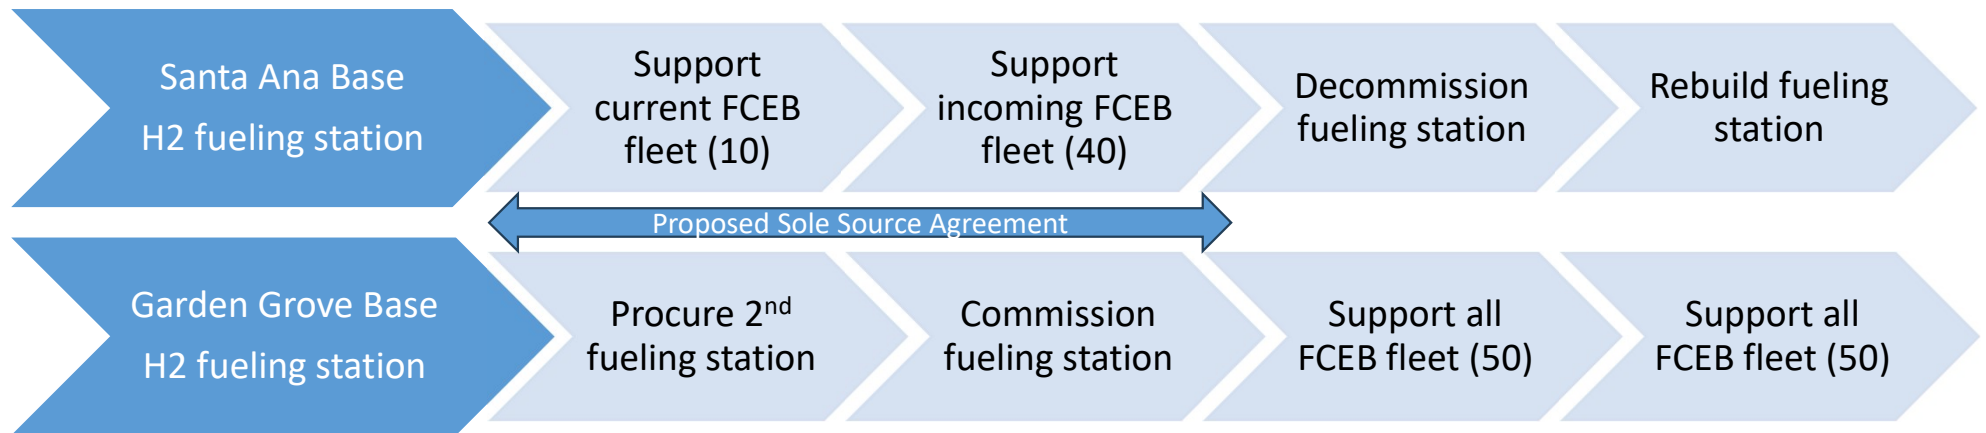 Santa Ana Base
H2 fueling station
Support
current FCEB
fleet (10)
Support
incoming FCEB
fleet (40)
Decommission
fueling station
Rebuild fueling
station
Proposed Sole Source Agreement
Garden Grove Base
H2 fueling station
Procure 2nd
fueling station
Commission
fueling station
Support all
FCEB fleet (50)
Support all
FCEB fleet (50)